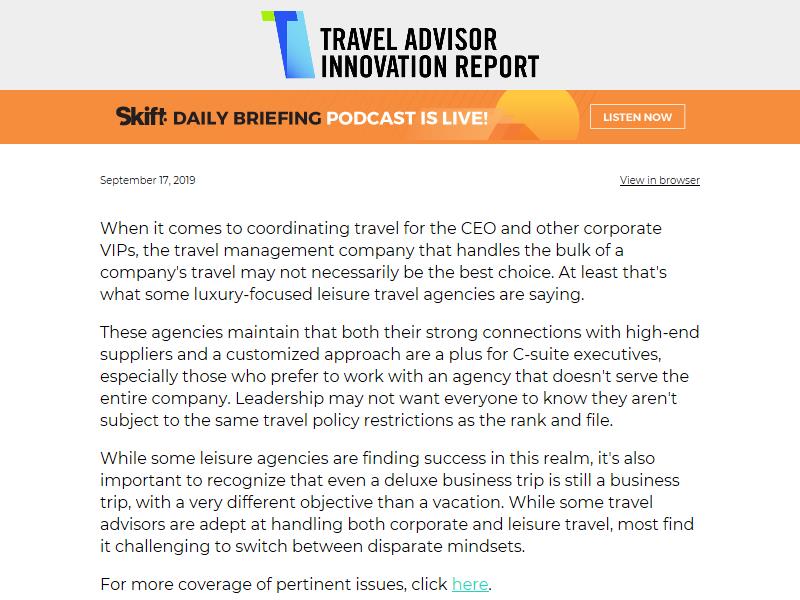 TRAVEL ADVISOR
INNOVATION REPORT
Skift: DAILY BRIEFING PODCAST IS LIVE! LISTEN NOW
September 17, 2019 View in browser
When it comes to coordinating travel for the CEO and other corporate
VIPs, the travel management company that handles the bulk of a
company's travel may not necessarily be the best choice. At least that's
what some luxury-focused leisure travel agencies are saying.
These agencies maintain that both their strong connections with high-end
suppliers and a customized approach are a plus for C-suite executives,
especially those who prefer to work with an agency that doesn't serve the
entire company. Leadership may not want everyone to know they aren't
subject to the same travel policy restrictions as the rank and file.
While some leisure agencies are finding success in this realm, it's also
important to recognize that even a deluxe business trip is still a business
trip, with a very different objective than a vacation. While some travel
advisors are adept at handling both corporate and leisure travel, most find
it challenging to switch between disparate mindsets.
For more coverage of pertinent issues, click here.